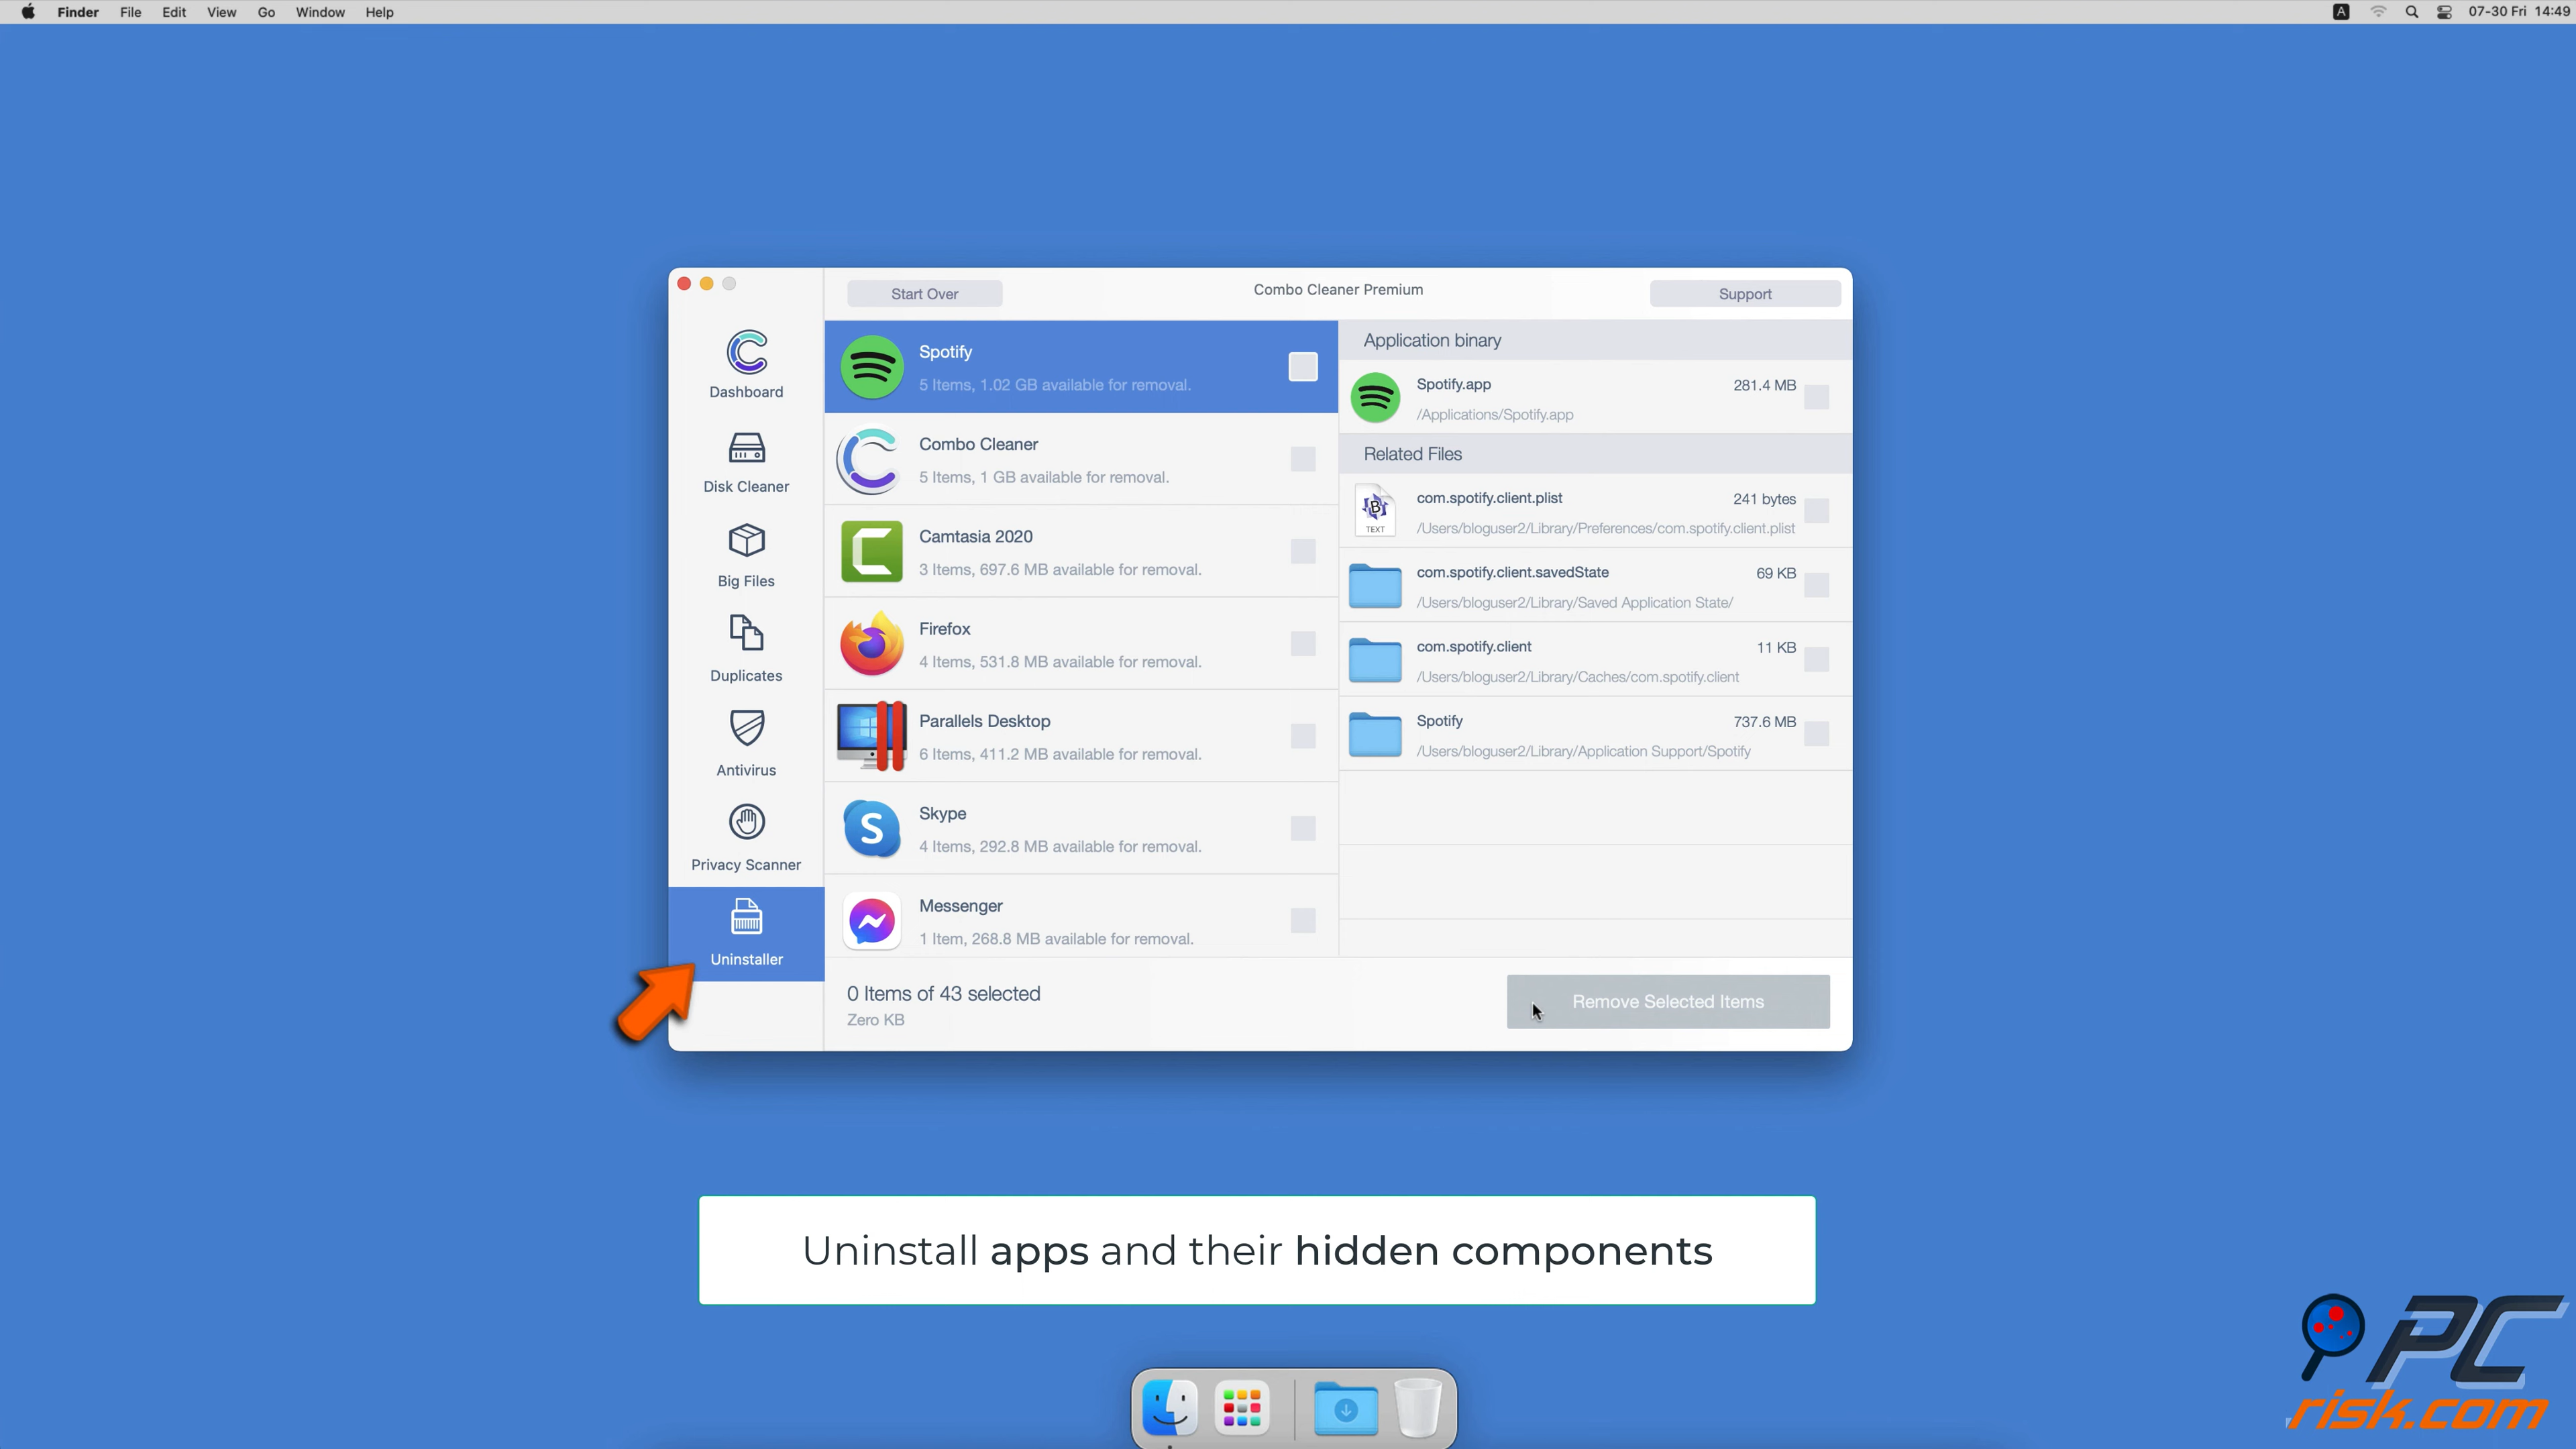 Finder File Edit View Go Window Help
A 07-30 Fri 14:49
Start Over
Combo Cleaner Premium
Support
Dashboard
Disk Cleaner
Big Files
Duplicates
Antivirus
Privacy Scanner
Uninstaller
Spotify
5 Items, 1.02 GB available for removal.
Combo Cleaner
5 Items, 1 GB available for removal.
Camtasia 2020
3 Items, 697.6 MB available for removal.
Firefox
4 Items, 531.8 MB available for removal.
Parallels Desktop
6 Items, 411.2 MB available for removal.
Skype
4 Items, 292.8 MB available for removal.
Messenger
1 Item, 268.8 MB available for removal.
Application binary
Spotify.app 281.4 MB
/Applications/Spotify.app
Related Files
com.spotify.client.plist 241 bytes
TEXT
/Users/bloguser2/Library/Preferences/com.spotify.client.plist
com.spotify.client.savedState 69 KB
/Users/bloguser2/Library/Saved Application State/
com.spotify.client 11 KB
/Users/bloguser2/Library/Caches/com.spotify.client
Spotify 737.6 MB
/Users/bloguser2/Library/Application Support/Spotify
0 Items of 43 selected
Zero KB
Remove Selected Items
Uninstall apps and their hidden components
PC
risk.com